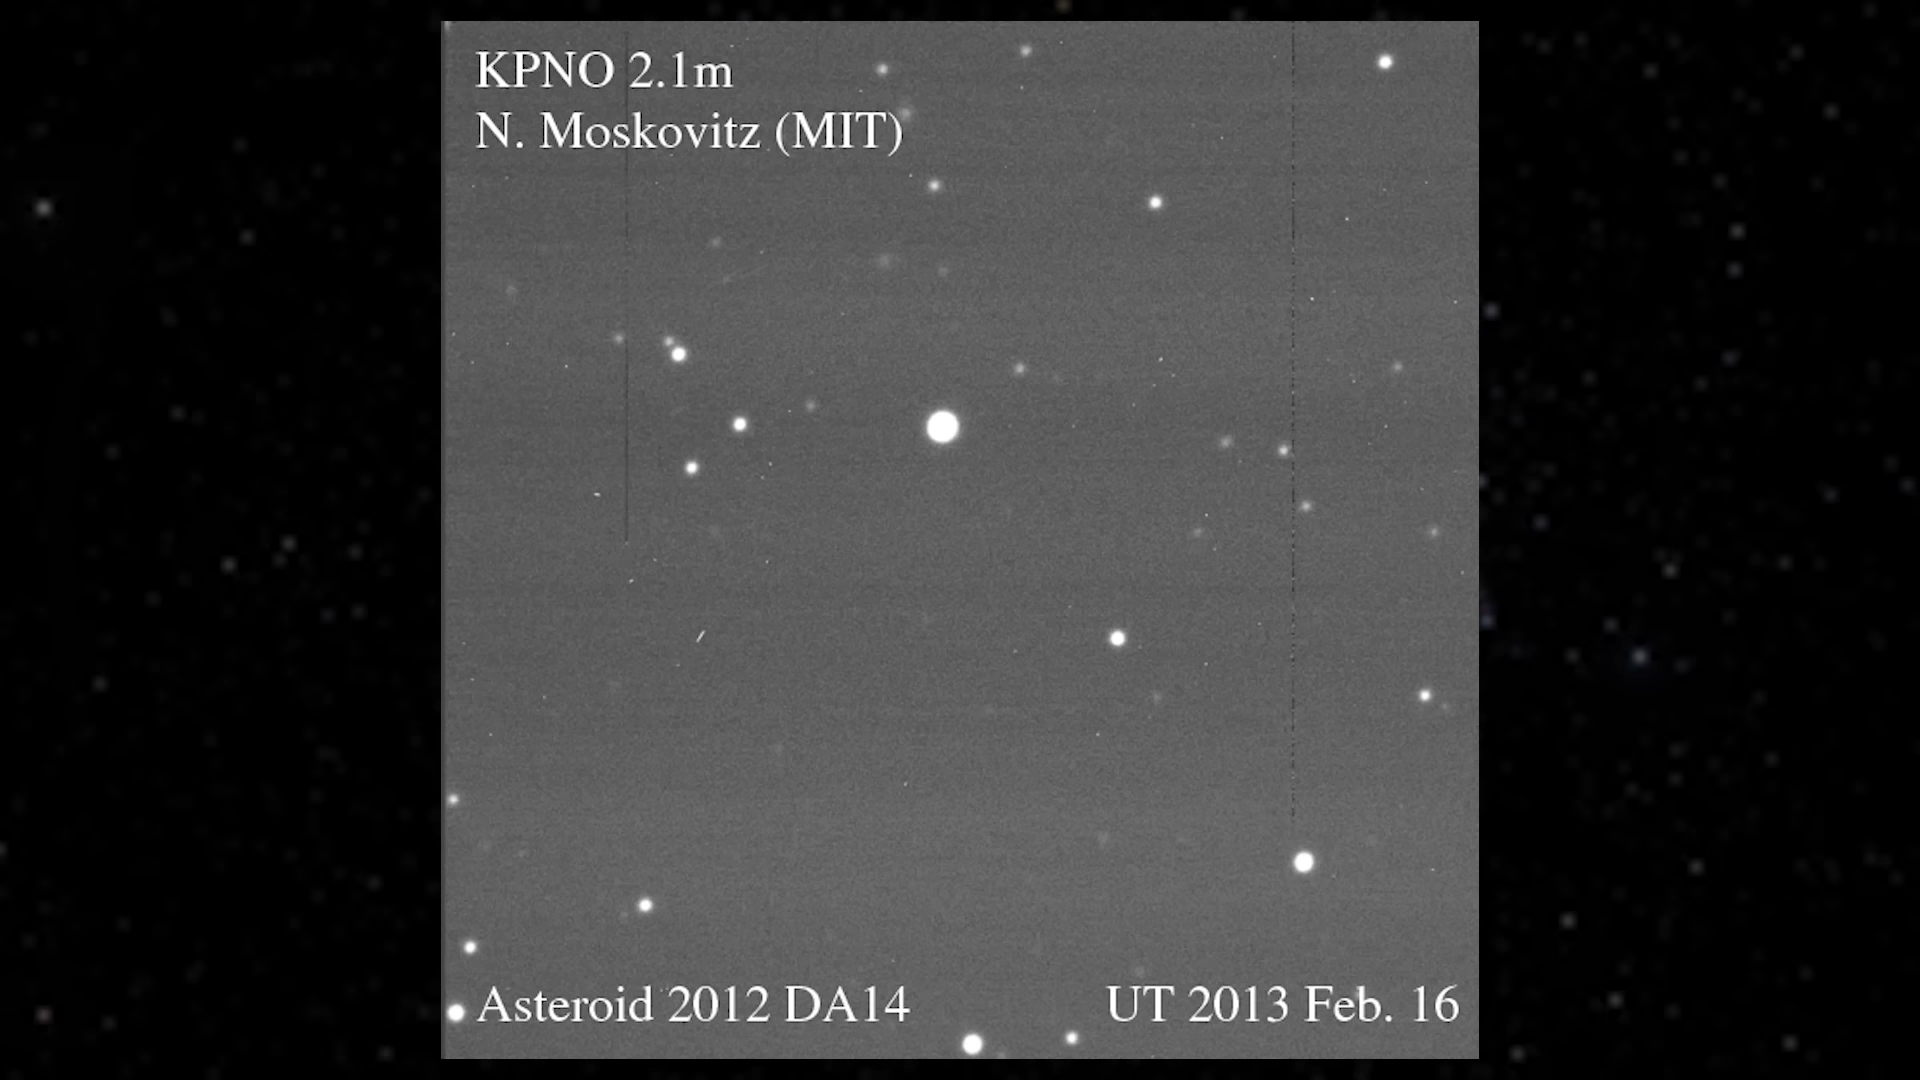 KPNO 2.1m
N. Moskovitz (MIT)
Asteroid 2012 DA14
UT 2013 Feb. 16